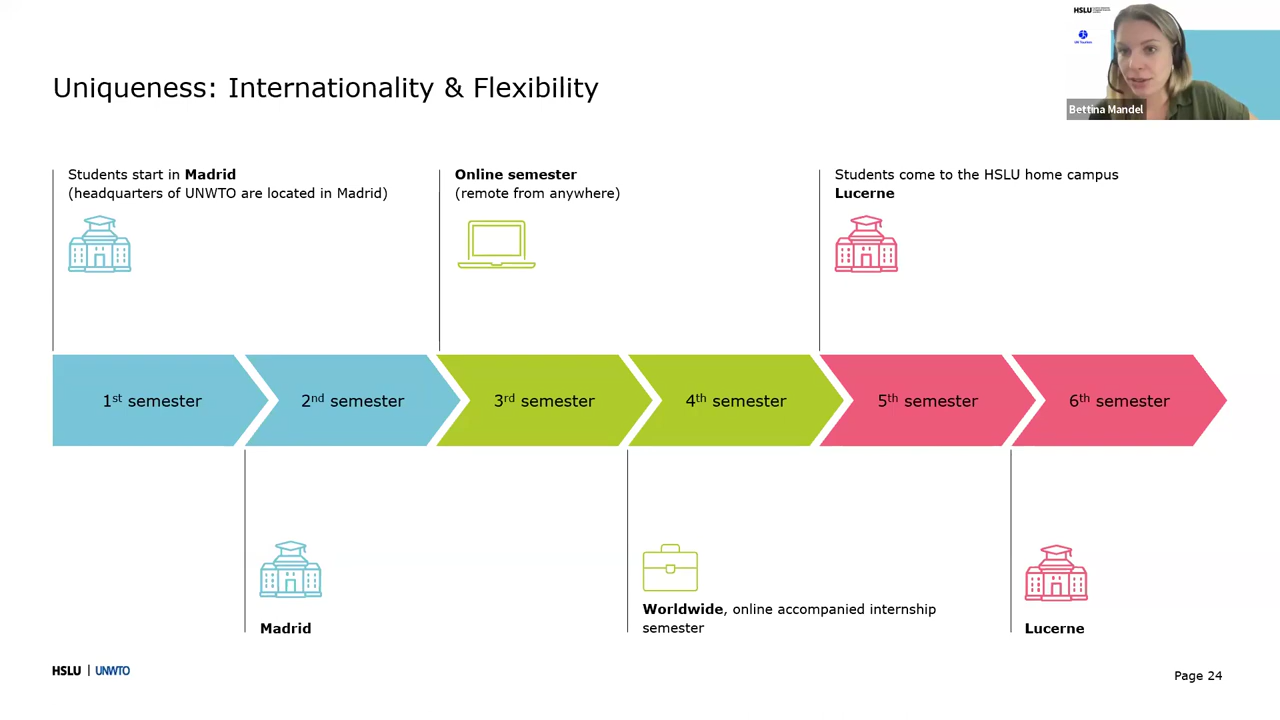 HSLU
Uniqueness: Internationality & Flexibility
Bettina Mandel
Students start in Madrid
(headquarters of UNWTO are located in Madrid)
Online semester
(remote from anywhere)
Students come to the HSLU home campus
Lucerne
1st semester
2nd semester
3rd semester
4th semester
5th semester
6th semester
Madrid
Worldwide, online accompanied internship
semester
Lucerne
HSLU | UNWTO
Page 24